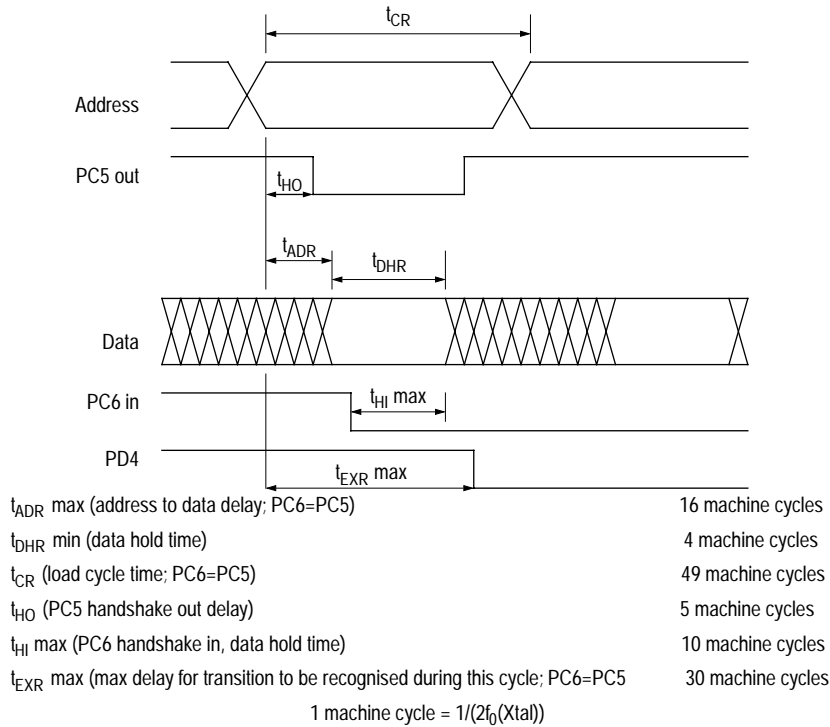 tCR
Address
PC5 out
tHO
tADR
tDHR
Data
PC6 in
tHI max
PD4
tEXR max
tADR max (address to data delay; PC6=PC5) 16 machine cycles
tDHR min (data hold time) 4 machine cycles
tCR (load cycle time; PC6=PC5) 49 machine cycles
tHO (PC5 handshake out delay) 5 machine cycles
tHI max (PC6 handshake in, data hold time) 10 machine cycles
tEXR max (max delay for transition to be recognised during this cycle; PC6=PC5 30 machine cycles
1 machine cycle = 1/(2f0(Xtal))